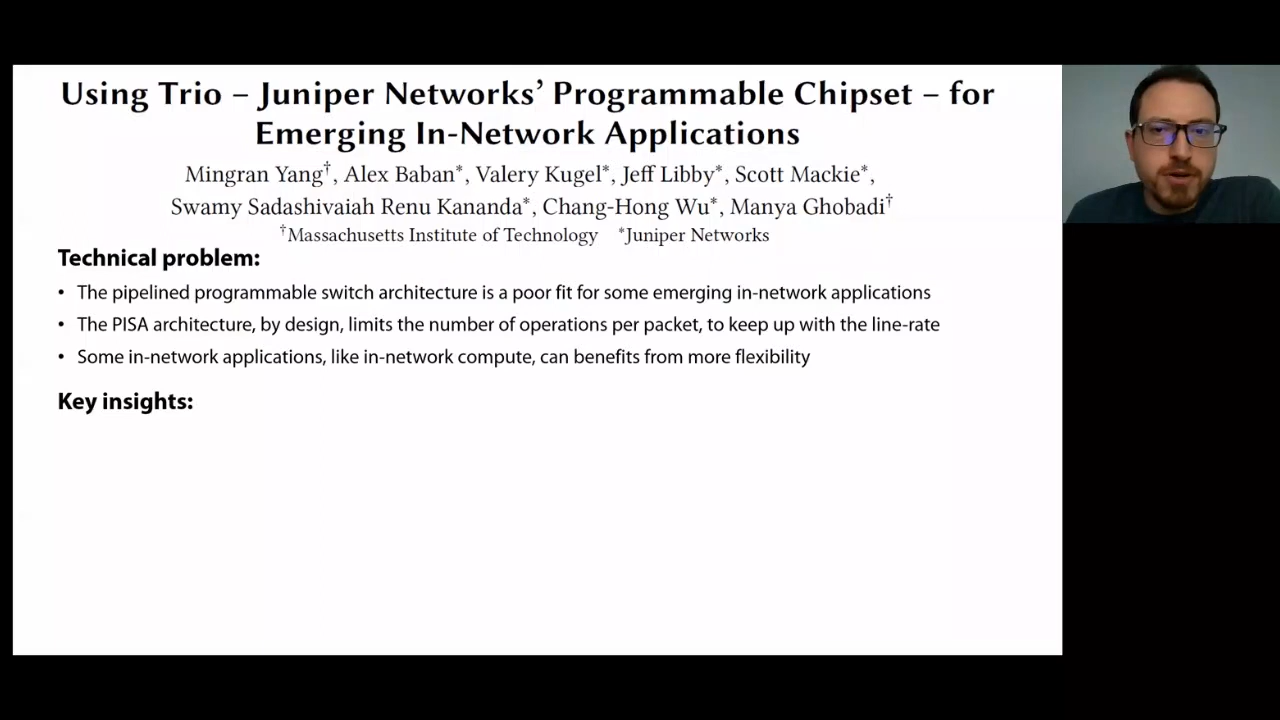 Using Trio – Juniper Networks’ Programmable Chipset – for
Emerging In-Network Applications
Mingran Yang†, Alex Baban*, Valery Kugel*, Jeff Libby*, Scott Mackie*,
Swamy Sadashivaiah Renu Kananda*, Chang-Hong Wu*, Manya Ghobadi†
†Massachusetts Institute of Technology *Juniper Networks
Technical problem:
• The pipelined programmable switch architecture is a poor fit for some emerging in-network applications
• The PISA architecture, by design, limits the number of operations per packet, to keep up with the line-rate
• Some in-network applications, like in-network compute, can benefits from more flexibility
Key insights: